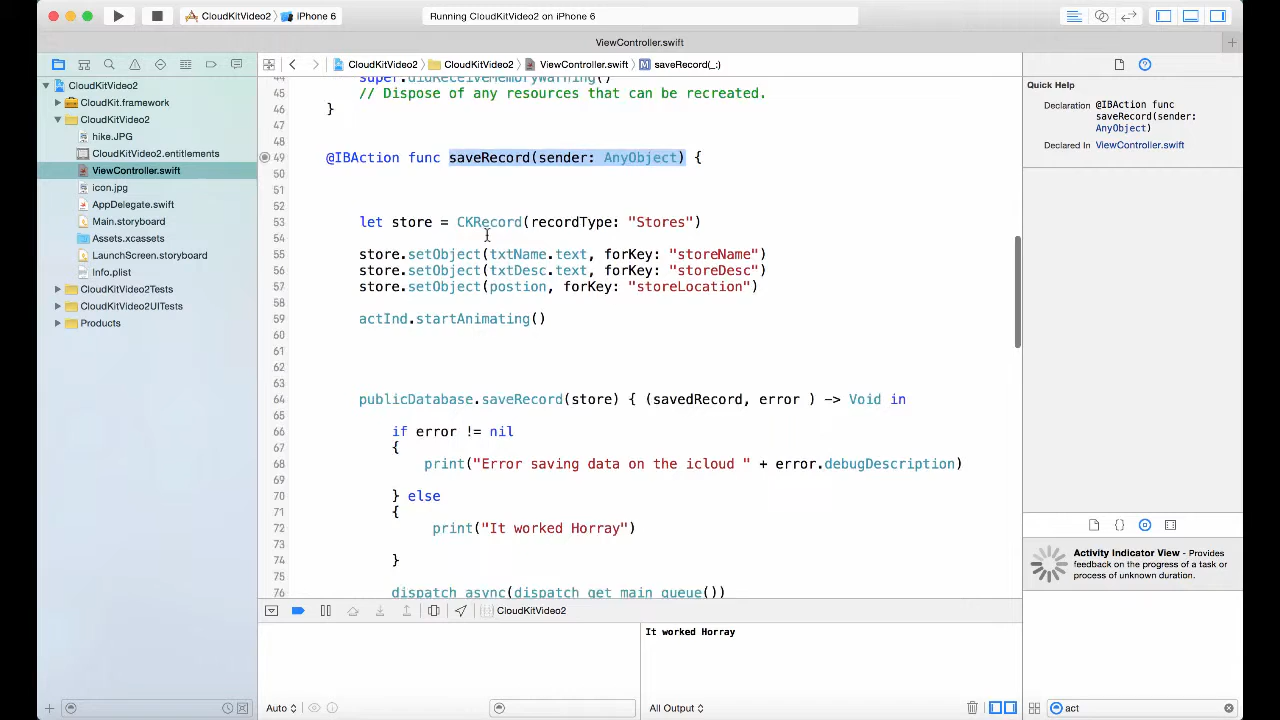 CloudKitVideo2 iPhone 6
Running CloudKitVideo2 on iPhone 6
ViewController.swift
CloudKitVideo2 CloudKitVideo2 ViewController.swift M saveRecord(_:)
CloudKitVideo2
CloudKit.framework
CloudKitVideo2
hike.JPG
CloudKitVideo2.entitlements
ViewController.swift
icon.jpg
AppDelegate.swift
Main.storyboard
Assets.xcassets
LaunchScreen.storyboard
Info.plist
CloudKitVideo2Tests
CloudKitVideo2UITests
Products
44 super.didReceiveMemoryWarning()
45 // Dispose of any resources that can be recreated.
46 }
47
48
49 @IBAction func saveRecord(sender: AnyObject) {
50
51
53 let store = CKRecord(recordType: "Stores")
54
55 store.setObject(txtName.text, forKey: "storeName")
56 store.setObject(txtDesc.text, forKey: "storeDesc")
57 store.setObject(postion, forKey: "storeLocation")
58
59 actInd.startAnimating()
60
61
62
63
64 publicDatabase.saveRecord(store) { (savedRecord, error ) -> Void in
65
66 if error != nil
67 {
68 print("Error saving data on the icloud " + error.debugDescription)
69
70 } else
71 {
72 print("It worked Horray")
73
74 }
75
76 dispatch_async(dispatch_get_main_queue())
CloudKitVideo2
It worked Horray
Auto
All Output
Quick Help
Declaration @IBAction func
saveRecord(sender:
AnyObject)
Declared In ViewController.swift
{}
Activity Indicator View - Provides
feedback on the progress of a task or
process of unknown duration.
act